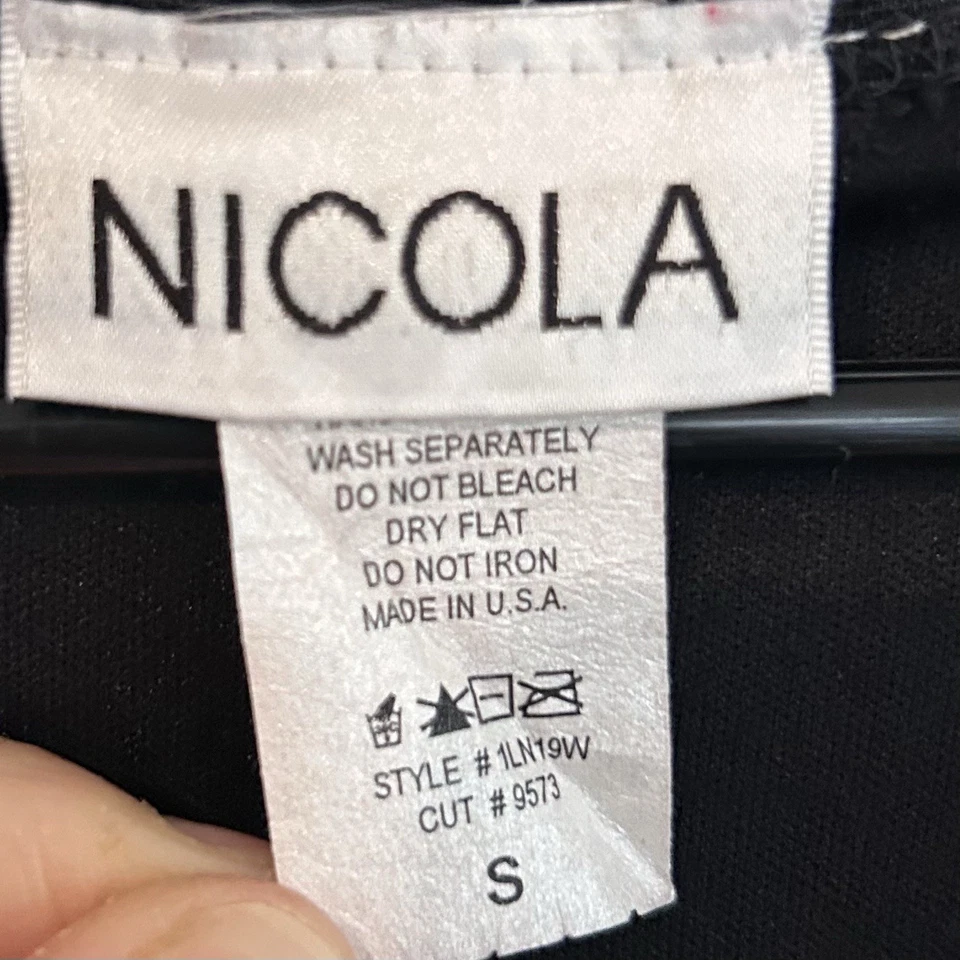 NICOLA
WASH SEPARATELY
DO NOT BLEACH
DRY FLAT
DO NOT IRON
MADE IN U.S.A.
STYLE # 1LN19W
CUT # 9573
S